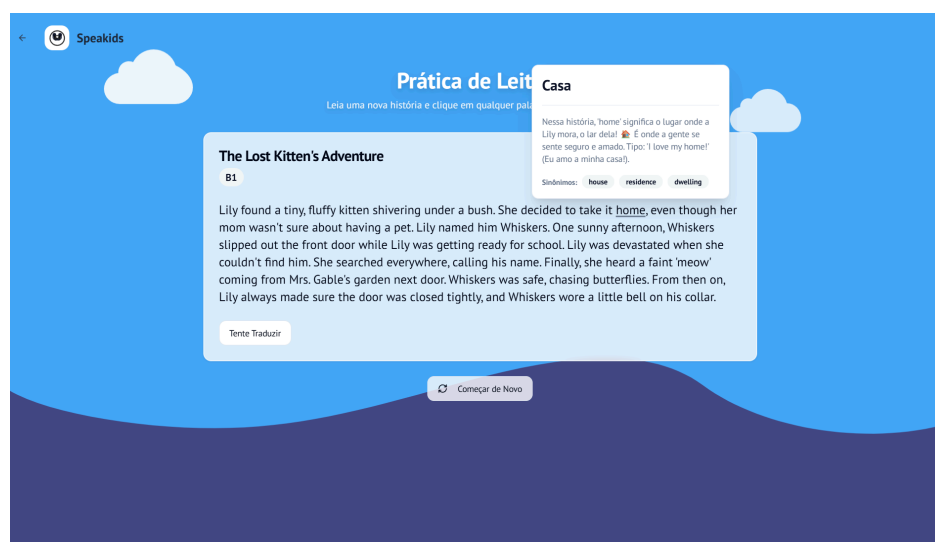 Speakids
Prática de Leit
Leia uma nova história e clique em qualquer pala
Casa
Nessa história, 'home' significa o lugar onde a
Lily mora, o lar dela! É onde a gente se
sente seguro e amado. Tipo: 'I love my home!'
(Eu amo a minha casa!).
Sinônimos: house residence dwelling
The Lost Kitten's Adventure
B1
Lily found a tiny, fluffy kitten shivering under a bush. She decided to take it home, even though her
mom wasn't sure about having a pet. Lily named him Whiskers. One sunny afternoon, Whiskers
slipped out the front door while Lily was getting ready for school. Lily was devastated when she
couldn't find him. She searched everywhere, calling his name. Finally, she heard a faint 'meow'
coming from Mrs. Gable's garden next door. Whiskers was safe, chasing butterflies. From then on,
Lily always made sure the door was closed tightly, and Whiskers wore a little bell on his collar.
Tente Traduzir
Começar de Novo